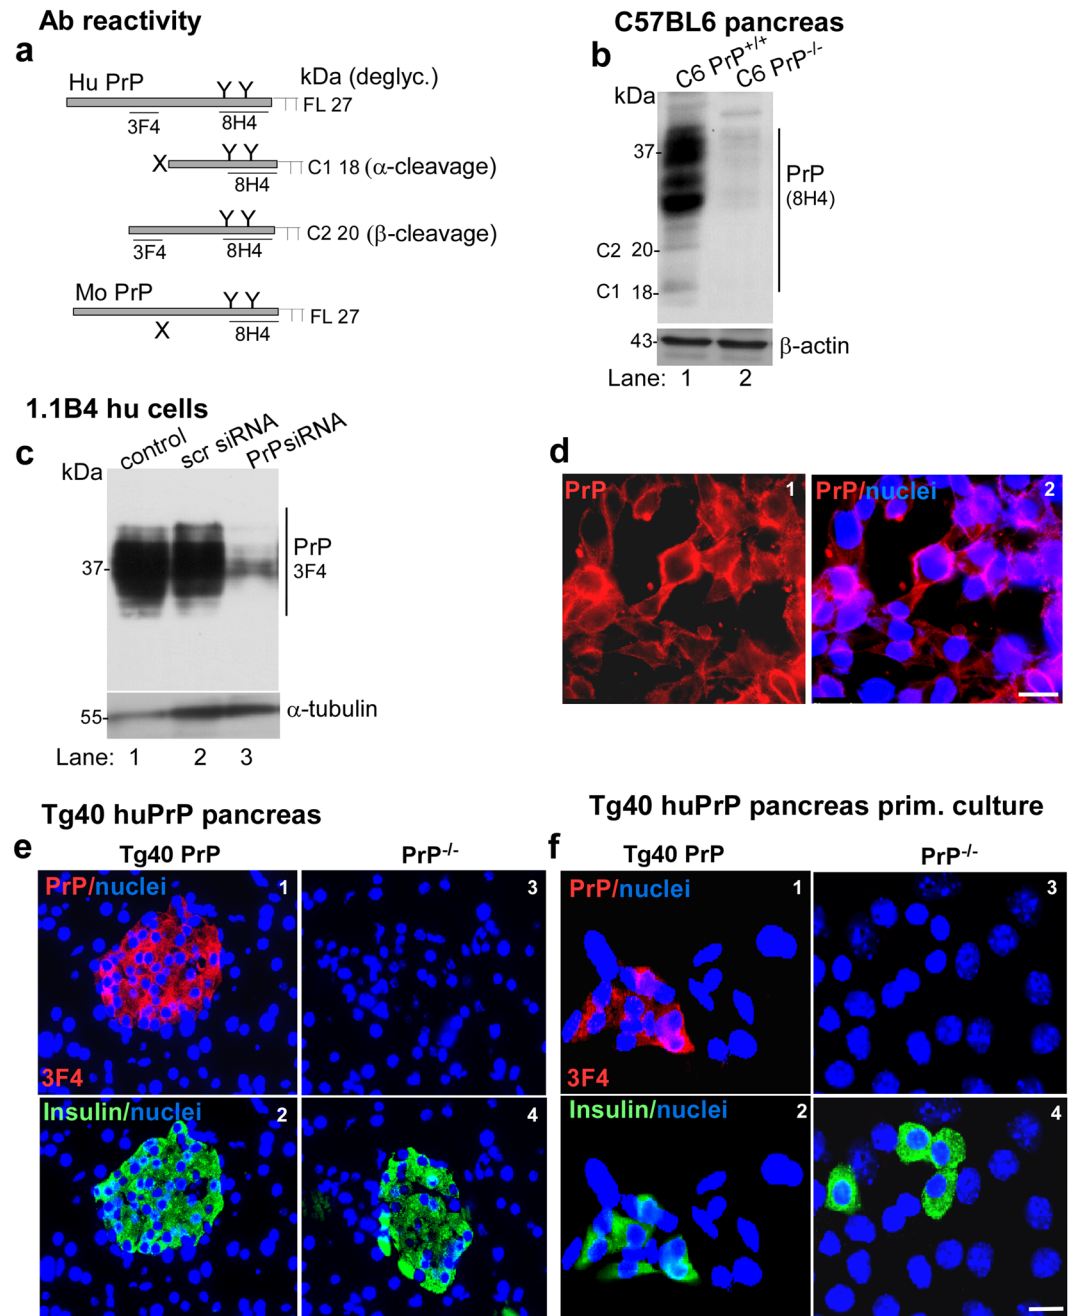 Ab reactivity
a
Hu PrP
Y Y
kDa (deglyc.)
FL 27
3F4
8H4
X
Y Y
C1 18 (α-cleavage)
8H4
Y Y
C2 20 (β-cleavage)
3F4
8H4
Mo PrP
Y Y
FL 27
X
8H4
C57BL6 pancreas
b
C6 PrP+/+
C6 PrP-/-
kDa
37-
PrP
(8H4)
C2 20-
C1 18-
43-
β-actin
Lane: 1 2
1.1B4 hu cells
c
control
scr siRNA
PrPsiRNA
kDa
37-
PrP
3F4
55-
α-tubulin
Lane: 1 2 3
d
PrP
1
PrP/nuclei
2
Tg40 huPrP pancreas
e
Tg40 PrP
PrP-/-
PrP/nuclei
1
3
3F4
Insulin/nuclei
2
4
Tg40 huPrP pancreas prim. culture
f
Tg40 PrP
PrP-/-
PrP/nuclei
1
3
3F4
Insulin/nuclei
2
4